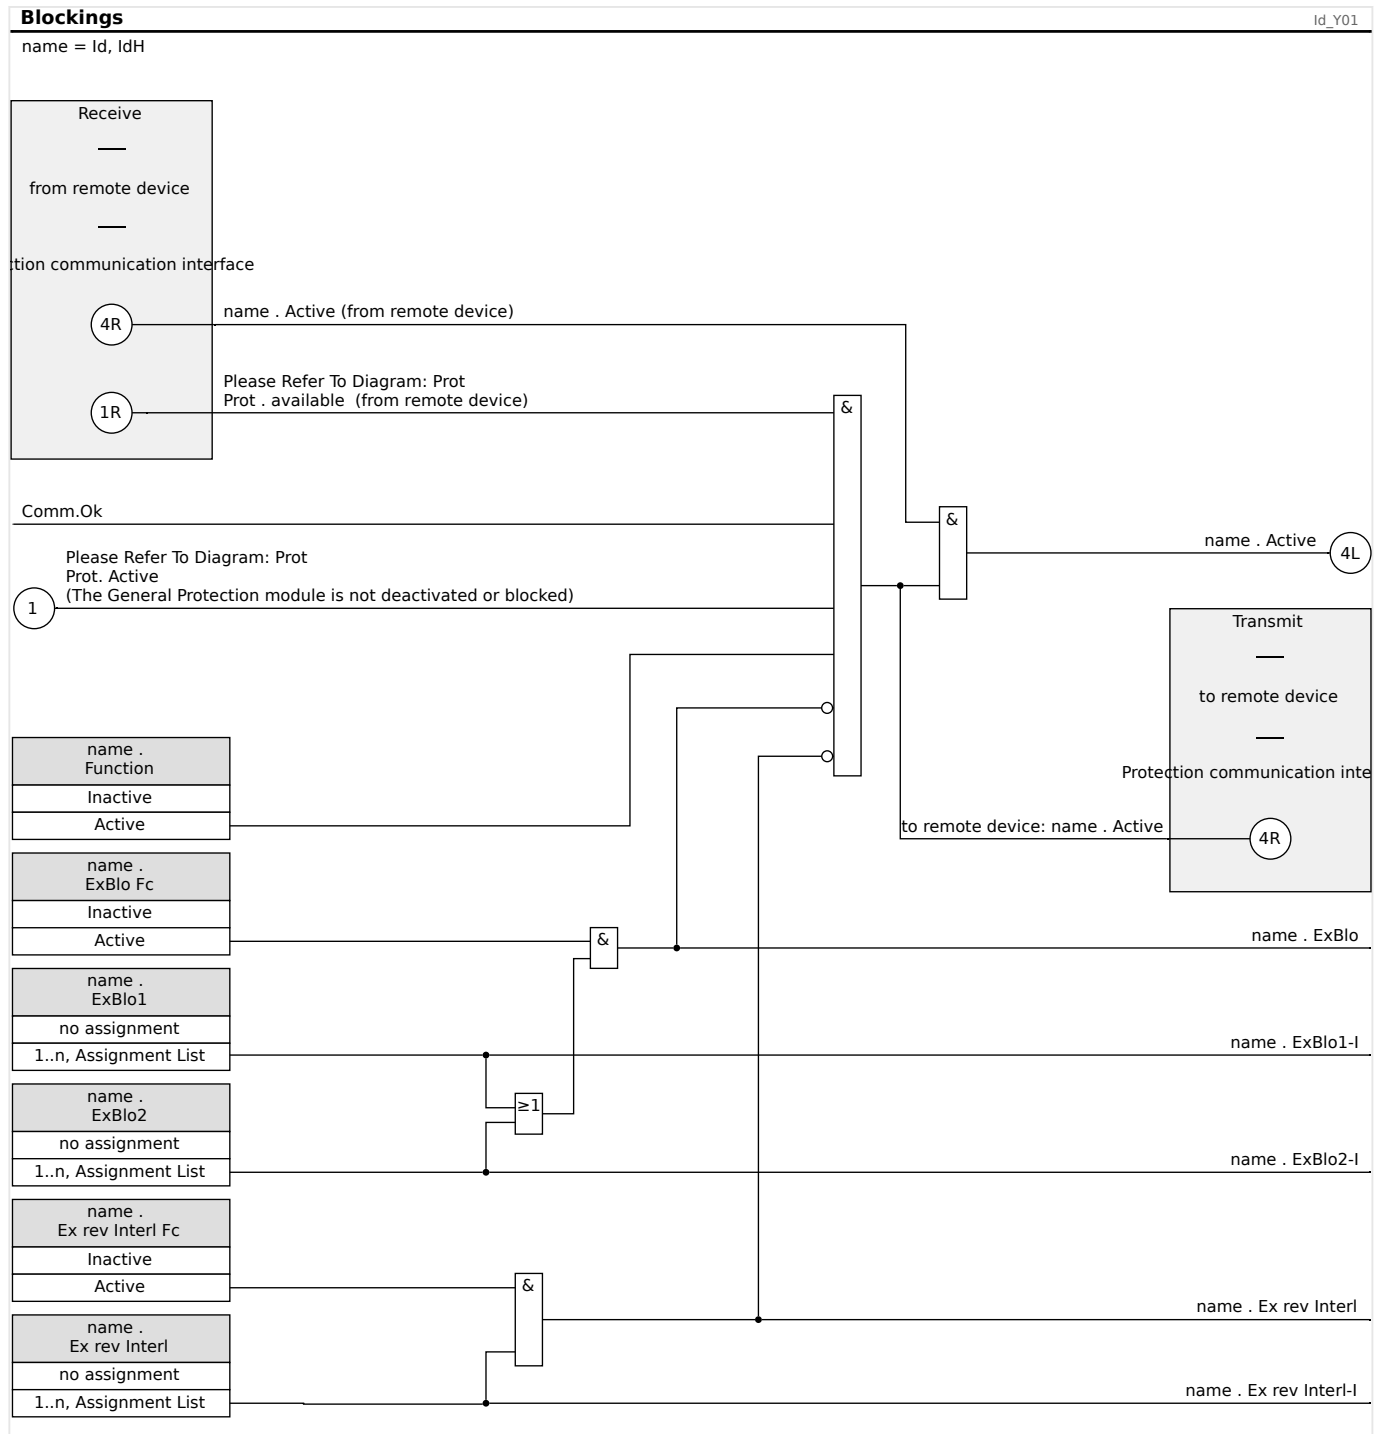 Blockings
Id_Y01
name = Id, IdH
Receive
from remote device
tion communication interface
4R
name . Active (from remote device)
1R
Please Refer To Diagram: Prot
Prot . available  (from remote device)
&
Comm.Ok
&
name . Active
4L
Please Refer To Diagram: Prot
Prot. Active
(The General Protection module is not deactivated or blocked)
1
Transmit
to remote device
Protection communication inte
to remote device: name . Active
4R
name .
Function
Inactive
Active
name .
ExBlo Fc
Inactive
Active
&
name . ExBlo
name .
ExBlo1
no assignment
1..n, Assignment List
name . ExBlo1-I
≥1
name .
ExBlo2
no assignment
1..n, Assignment List
name . ExBlo2-I
name .
Ex rev Interl Fc
Inactive
Active
&
name . Ex rev Interl
name .
Ex rev Interl
no assignment
1..n, Assignment List
name . Ex rev Interl-I